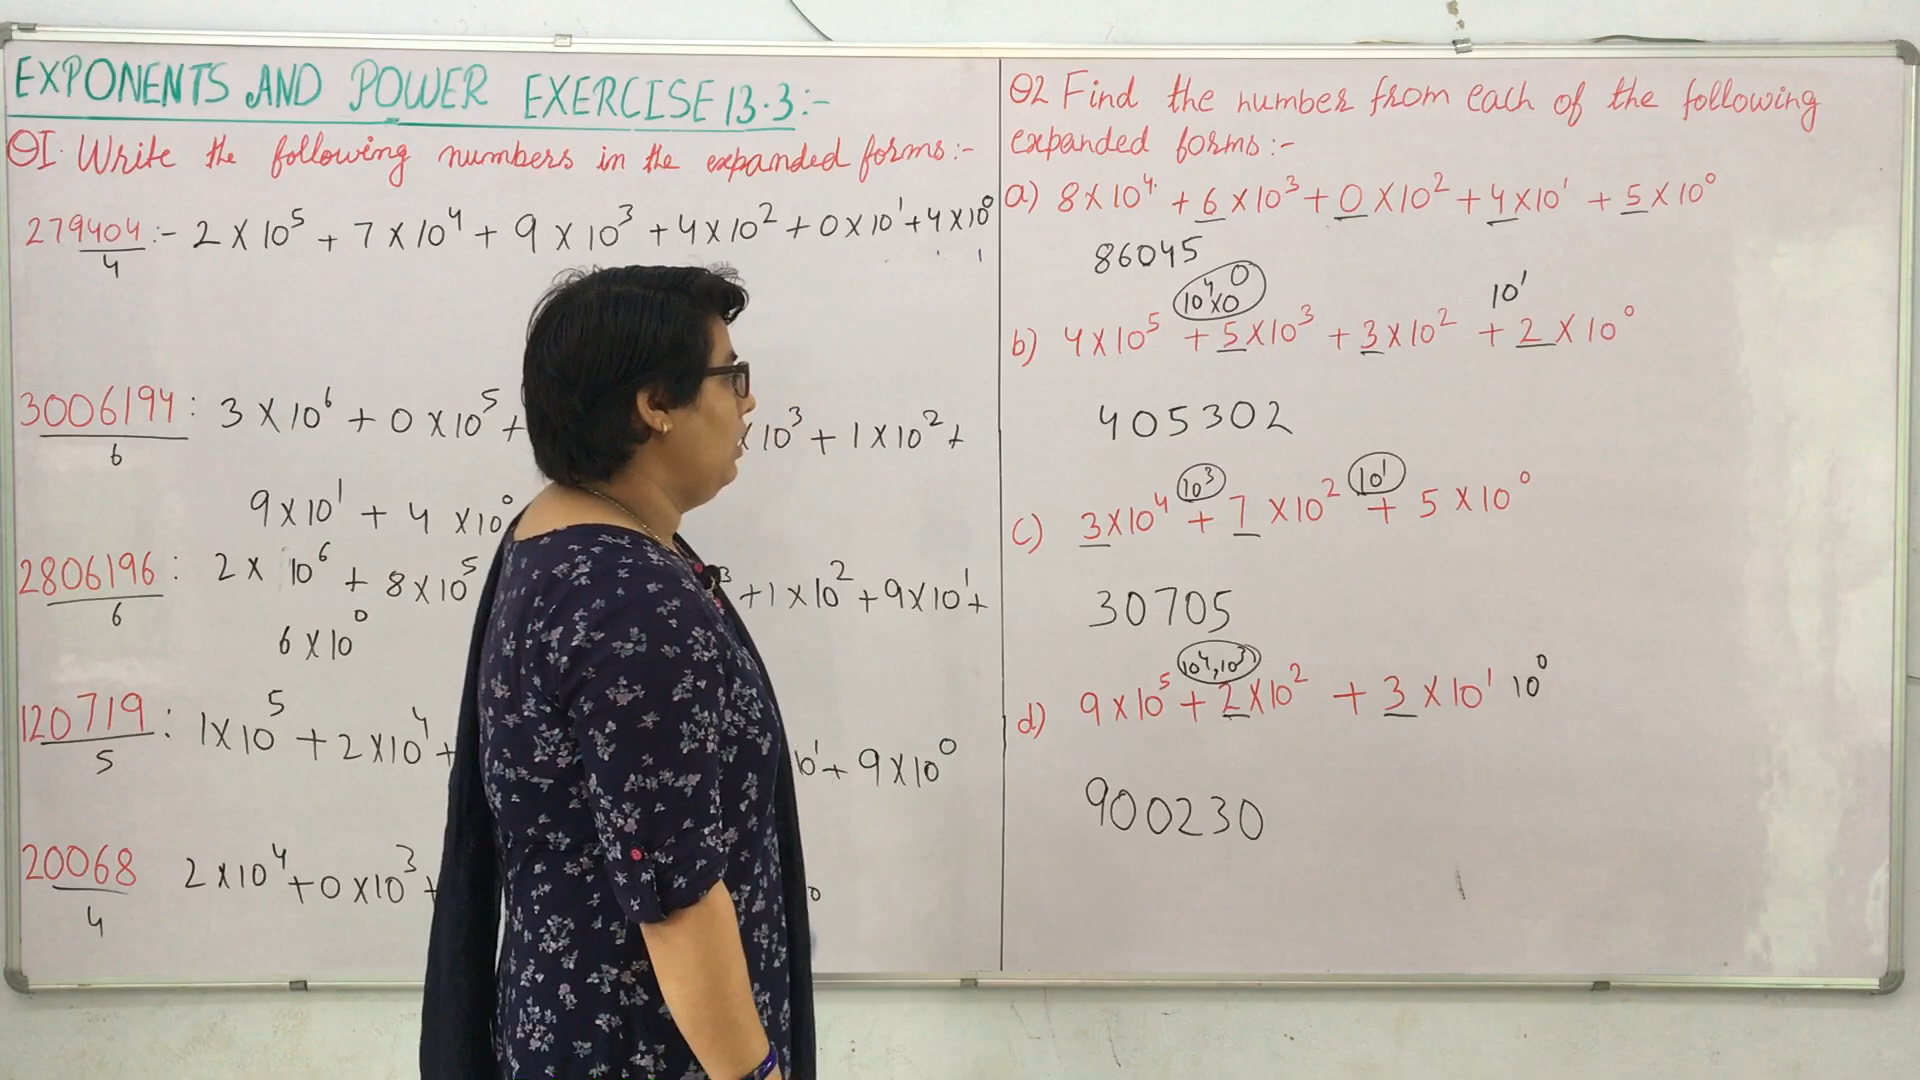 EXPONENTS AND POWER EXERCISE 13.3:-
Q1. Write the following numbers in the expanded forms:-
279404:- 2 × 10⁵ + 7 × 10⁴ + 9 × 10³ + 4 × 10² + 0 × 10¹ + 4 × 10⁰
4
3006194: 3 × 10⁶ + 0 × 10⁵ + × 10³ + 1 × 10² +
6
9 × 10¹ + 4 × 10⁰
2806196: 2 × 10⁶ + 8 × 10⁵ ³ + 1 × 10² + 9 × 10¹ +
6
6 × 10⁰
120719: 1 × 10⁵ + 2 × 10⁴ + 10¹ + 9 × 10⁰
5
20068 2 × 10⁴ + 0 × 10³ + 0
4
Q2 Find the number from each of the following
expanded forms:-
a) 8 × 10⁴ + 6 × 10³ + 0 × 10² + 4 × 10¹ + 5 × 10⁰
86045
10⁴×0 0 10¹
b) 4 × 10⁵ + 5 × 10³ + 3 × 10² + 2 × 10⁰
405302
10³ 10¹
c) 3 × 10⁴ + 7 × 10² + 5 × 10⁰
30705
10⁴, 10³
d) 9 × 10⁵ + 2 × 10² + 3 × 10¹ 10⁰
900230